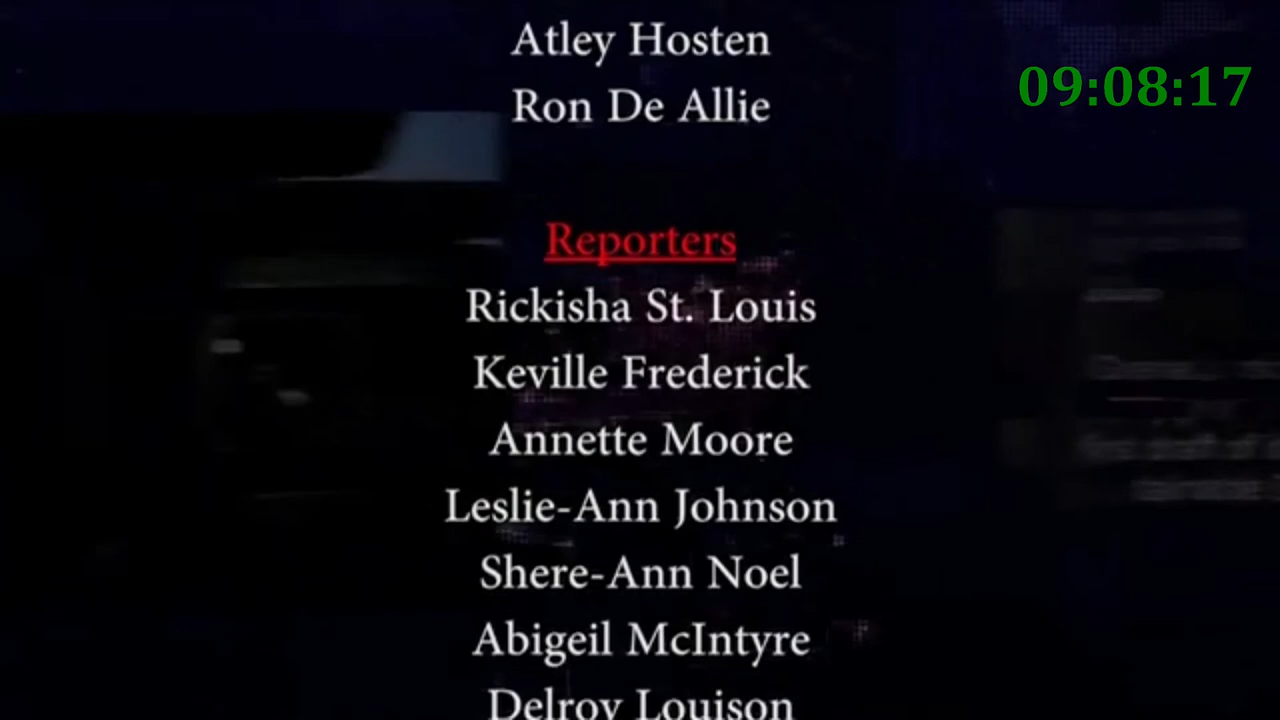 Atley Hosten
09:08:17
Ron De Allie
Reporters
Rickisha St. Louis
Keville Frederick
Annette Moore
Leslie-Ann Johnson
Shere-Ann Noel
Abigeil McIntyre
Delroy Louison